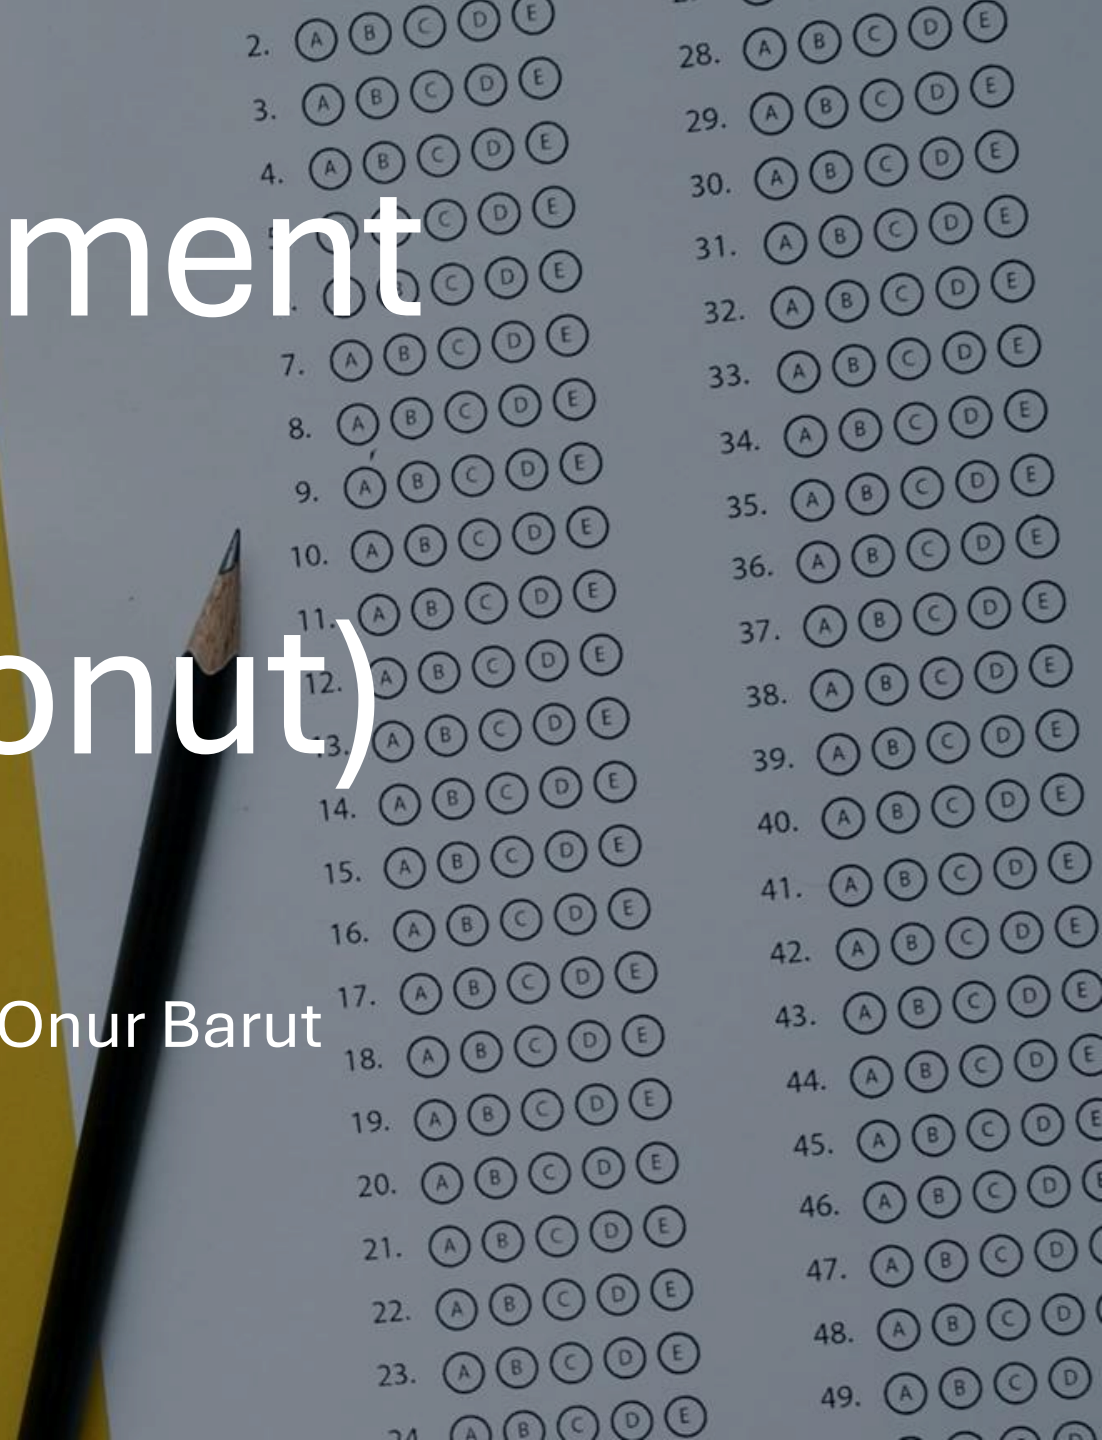 2. A B C D E
28. A B C D E
3. A B C D E
29. A B C D E
4. A B C D E
30. A B C D E
ment
C D E
31. A B C D E
B C D E
32. A B C D E
7. A B C D E
33. A B C D E
8. A B C D E
34. A B C D E
9. A B C D E
35. A B C D E
10. A B C D E
36. A B C D E
11. A B C D E
37. A B C D E
onut)
12. A B C D E
38. A B C D E
13. A B C D E
39. A B C D E
14. A B C D E
40. A B C D E
15. A B C D E
41. A B C D E
16. A B C D E
42. A B C D E
17. A B C D E
43. A B C D E
Onur Barut
18. A B C D E
44. A B C D E
19. A B C D E
45. A B C D E
20. A B C D E
46. A B C D
21. A B C D E
47. A B C D
22. A B C D E
48. A B C D
23. A B C D E
49. A B C D
24. A B C D E